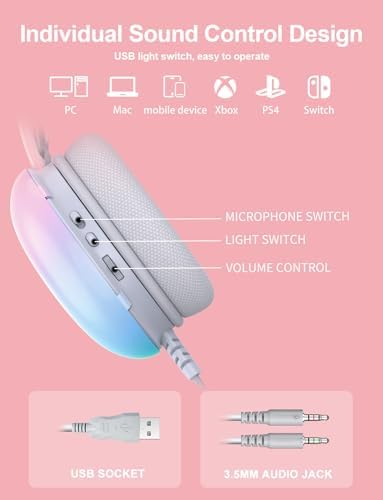 Individual Sound Control Design
USB light switch, easy to operate
PC Mac mobile device Xbox PS4 Switch
MICROPHONE SWITCH
LIGHT SWITCH
VOLUME CONTROL
USB SOCKET
3.5MM AUDIO JACK